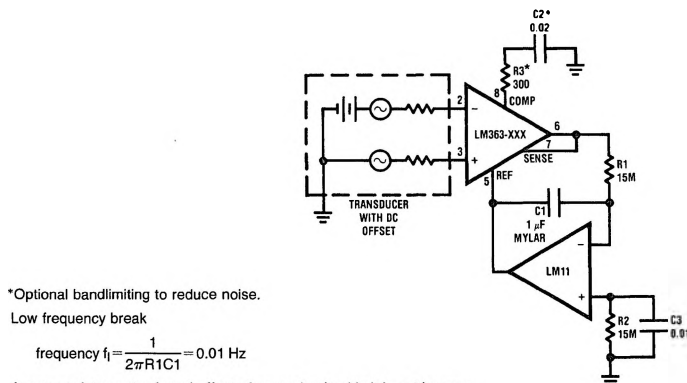 C2*
0.02
R3*
300
8
COMP
2
−
LM363-XXX
6
7
SENSE
3
+
REF
5
R1
15M
TRANSDUCER
WITH DC
OFFSET
C1
1 μF
MYLAR
−
LM11
+
R2
15M
C3
0.01
*Optional bandlimiting to reduce noise.
Low frequency break
frequency f_l = 1 / 2πR1C1 = 0.01 Hz